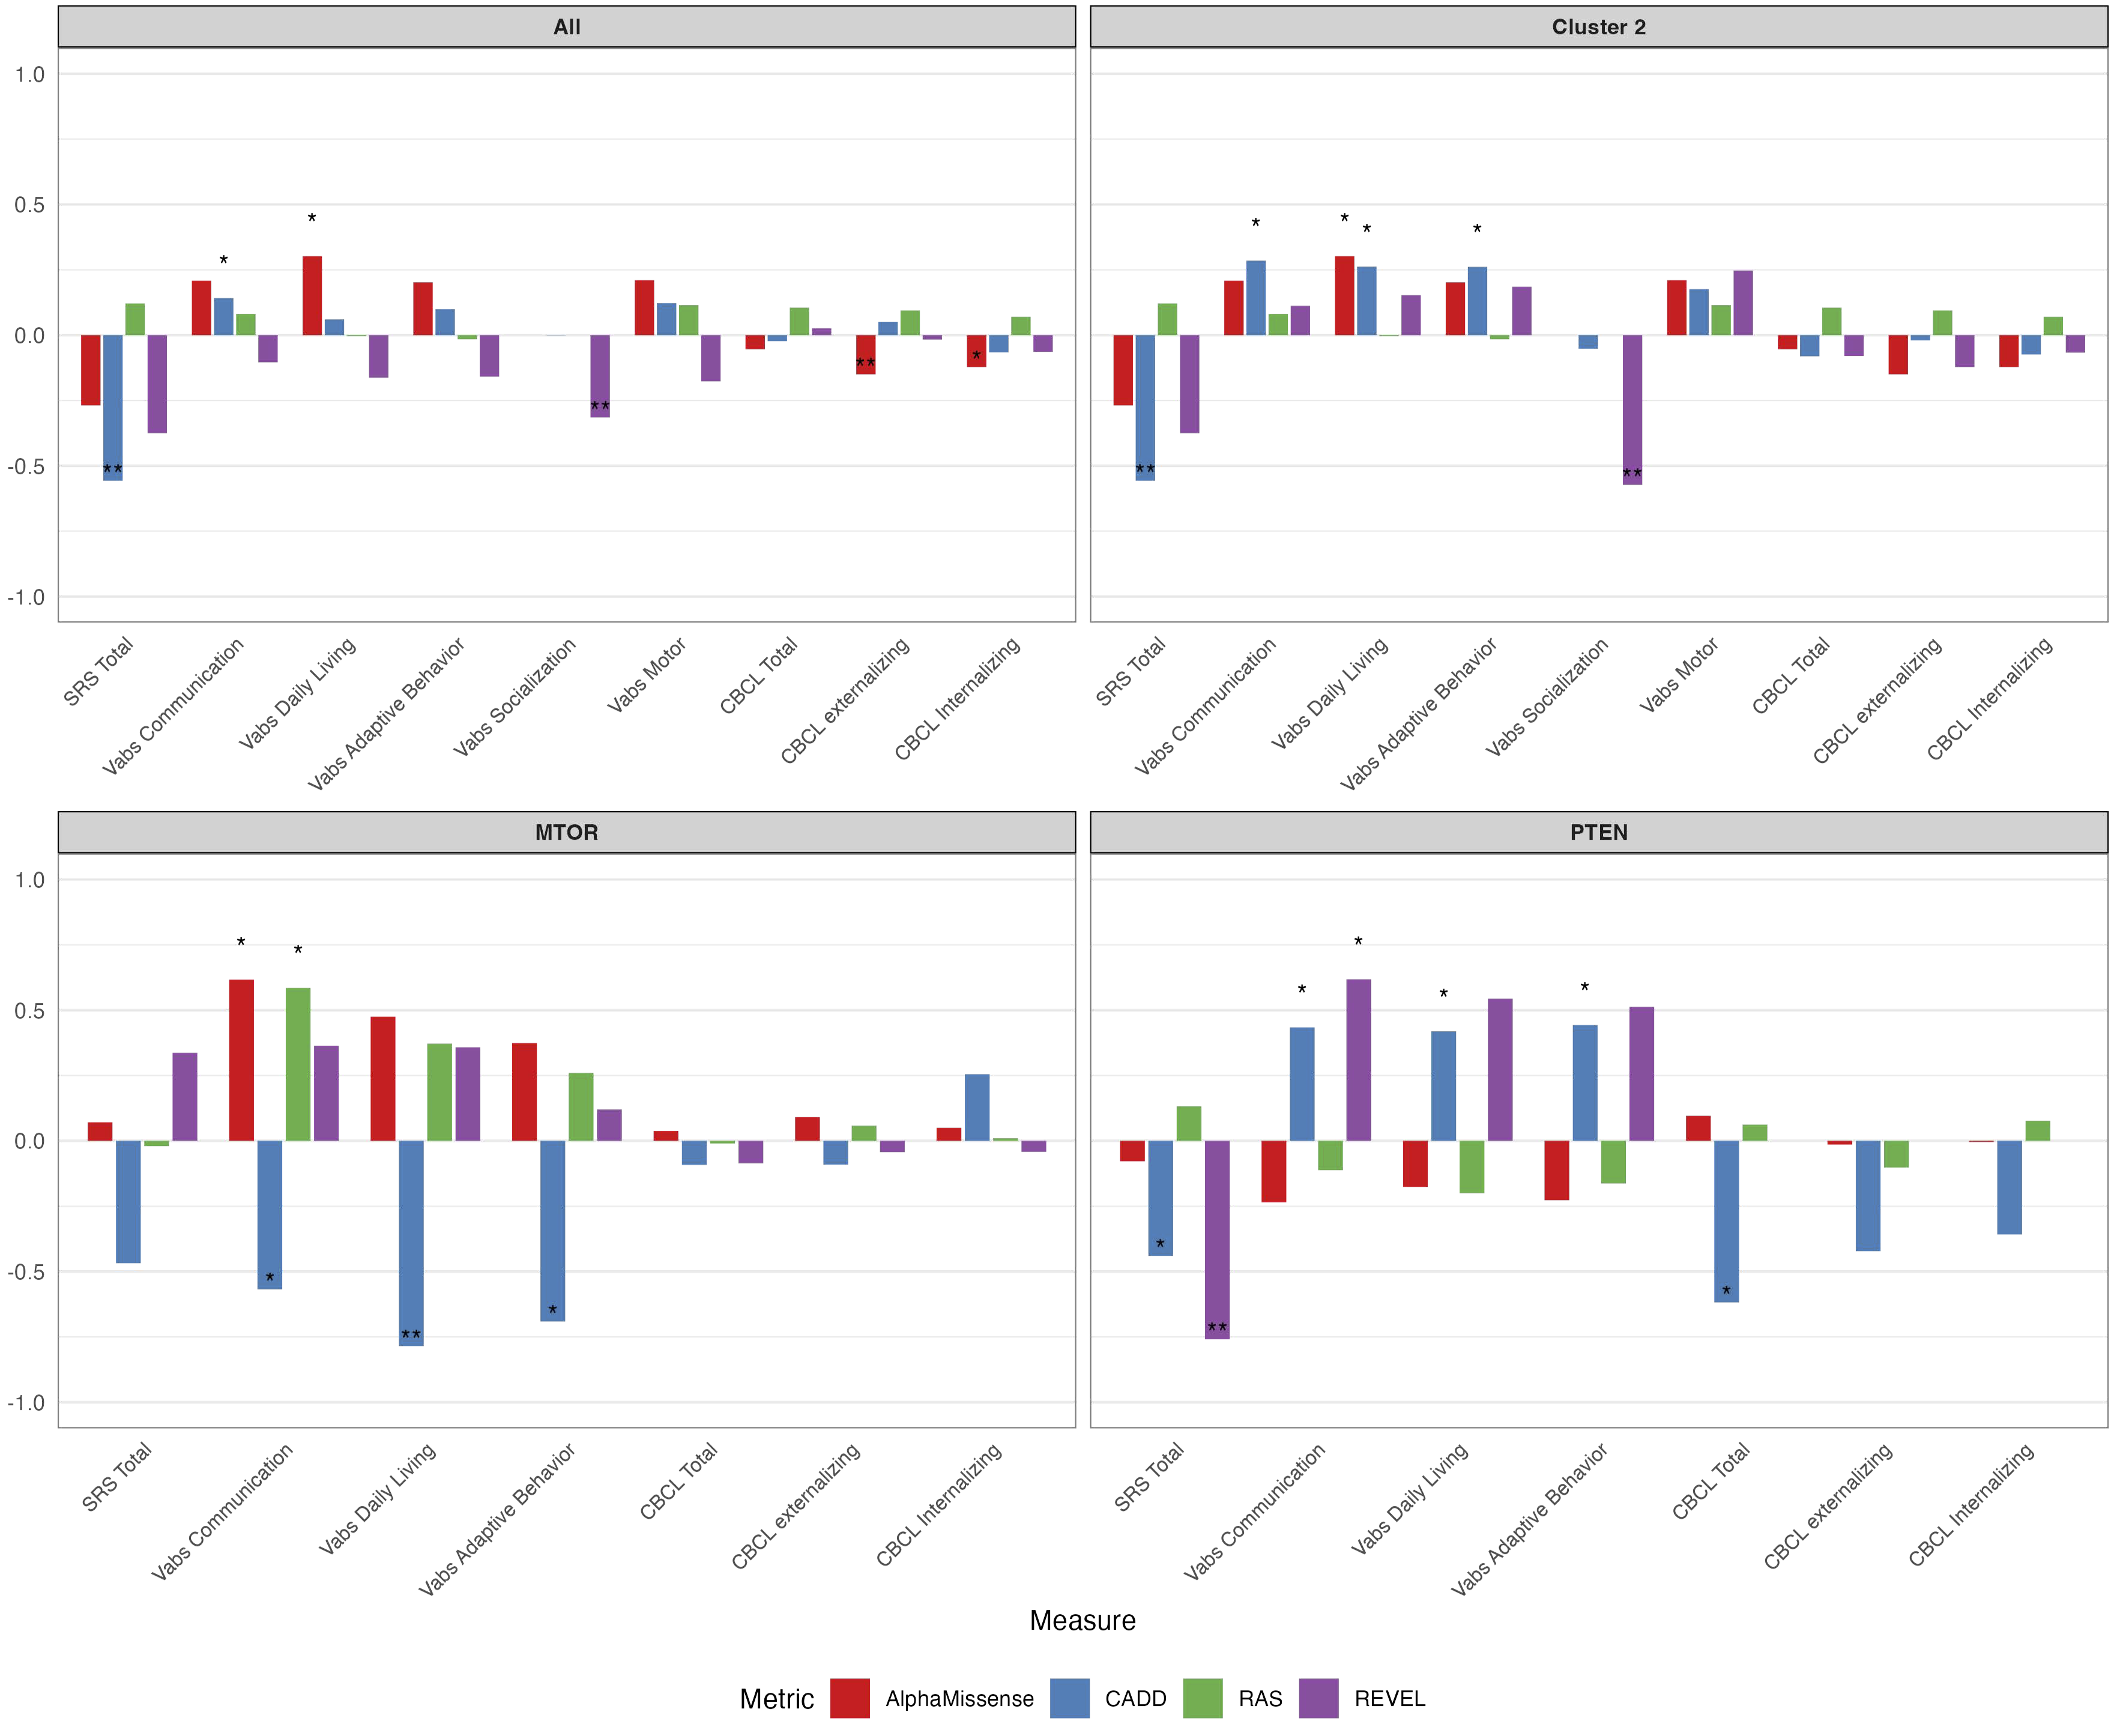 All
Cluster 2
1.0
0.5
0.0
-0.5
-1.0
*
*
**
**
**
*
*
*
*
*
**
**
SRS Total
Vabs Communication
Vabs Daily Living
Vabs Adaptive Behavior
Vabs Socialization
Vabs Motor
CBCL Total
CBCL externalizing
CBCL Internalizing
SRS Total
Vabs Communication
Vabs Daily Living
Vabs Adaptive Behavior
Vabs Socialization
Vabs Motor
CBCL Total
CBCL externalizing
CBCL Internalizing
MTOR
PTEN
1.0
0.5
0.0
-0.5
-1.0
*
*
*
**
*
*
*
*
*
*
**
*
SRS Total
Vabs Communication
Vabs Daily Living
Vabs Adaptive Behavior
CBCL Total
CBCL externalizing
CBCL Internalizing
SRS Total
Vabs Communication
Vabs Daily Living
Vabs Adaptive Behavior
CBCL Total
CBCL externalizing
CBCL Internalizing
Measure
Metric AlphaMissense CADD RAS REVEL